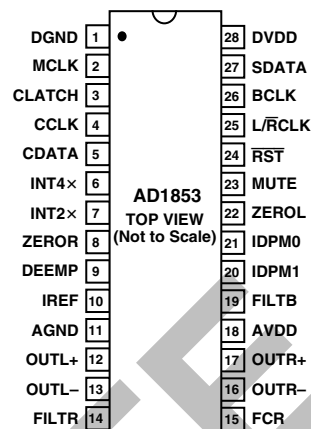 DGND 1 28 DVDD
MCLK 2 27 SDATA
CLATCH 3 26 BCLK
CCLK 4 25 L/R̅CLK
CDATA 5 24 R̅S̅T̅
INT4× 6 23 MUTE
INT2× 7 22 ZEROL
ZEROR 8 21 IDPM0
DEEMP 9 20 IDPM1
IREF 10 19 FILTB
AGND 11 18 AVDD
OUTL+ 12 17 OUTR+
OUTL– 13 16 OUTR–
FILTR 14 15 FCR
AD1853
TOP VIEW
(Not to Scale)